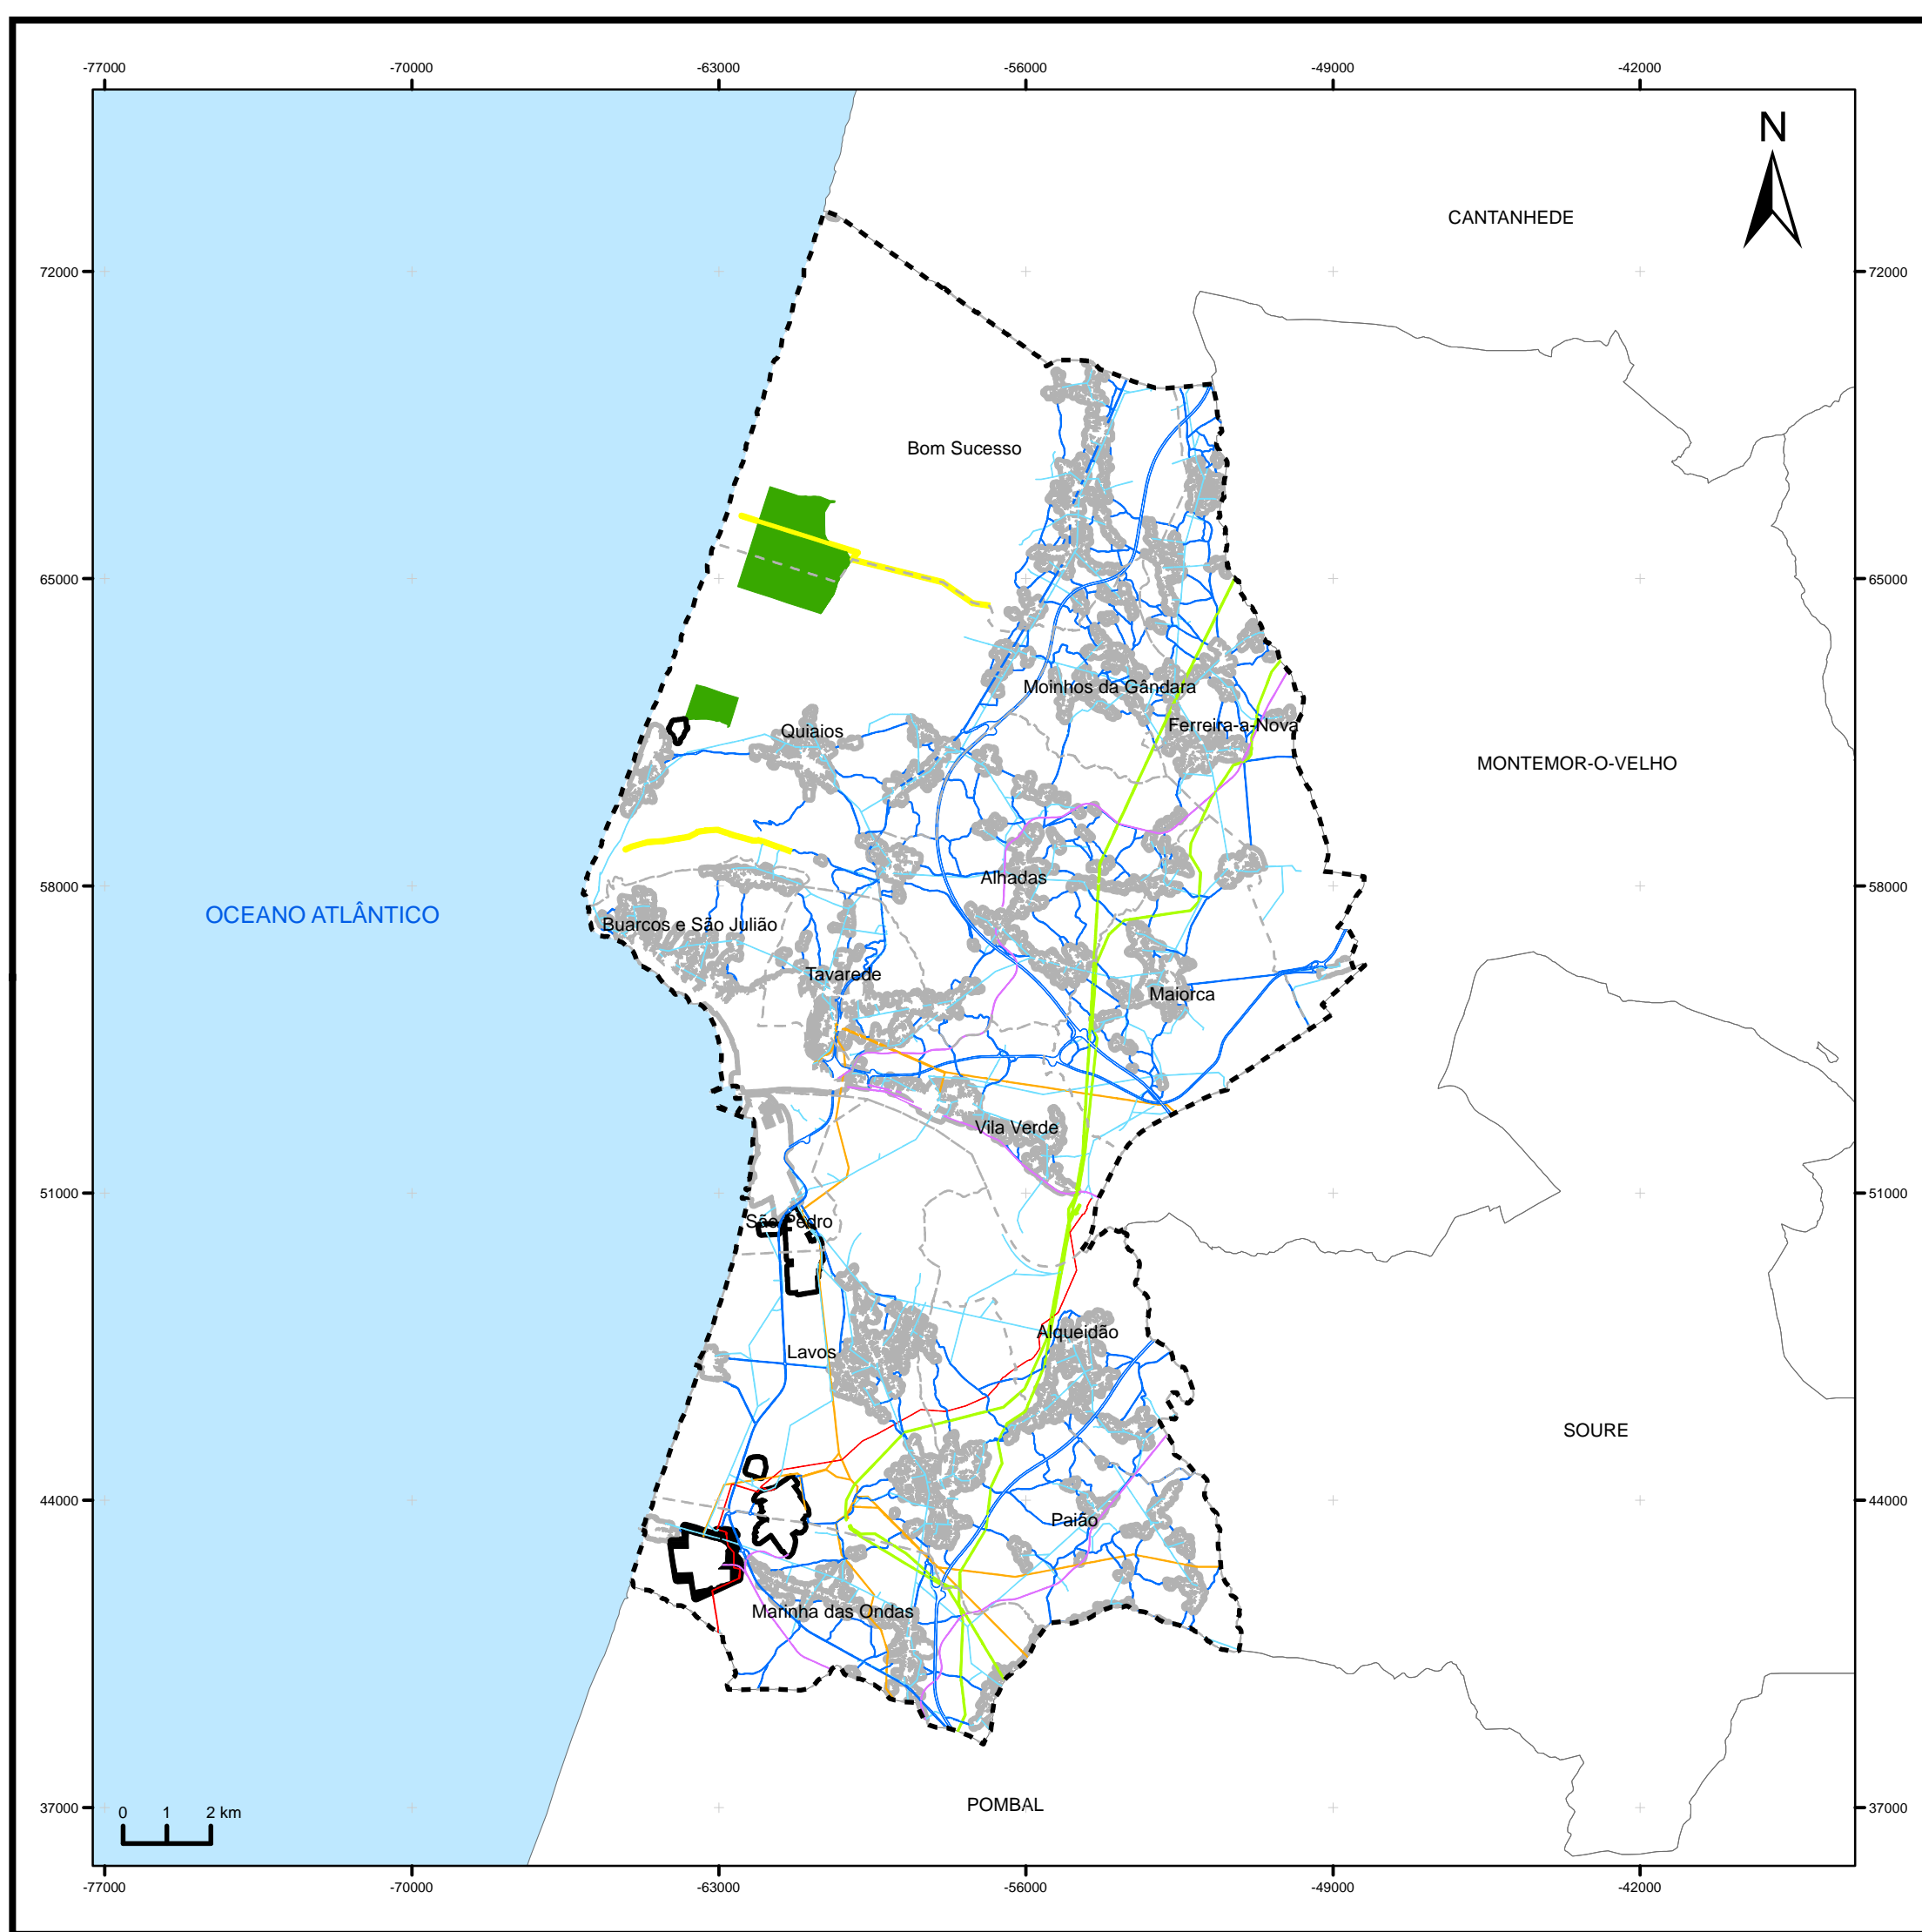 -77000 -70000 -63000 -56000 -49000 -42000
N
CANTANHEDE
72000 72000
Bom Sucesso
65000 65000
Moinhos da Gândara
Ferreira-a-Nova
Quiaios
MONTEMOR-O-VELHO
Alhadas
58000 58000
OCEANO ATLÂNTICO
Buarcos e São Julião
Tavarede
Maiorca
Vila Verde
51000 51000
São Pedro
Alqueidão
Lavos
SOURE
44000 44000
Paião
Marinha das Ondas
POMBAL
37000 37000
0 1 2 km
-77000 -70000 -63000 -56000 -49000 -42000